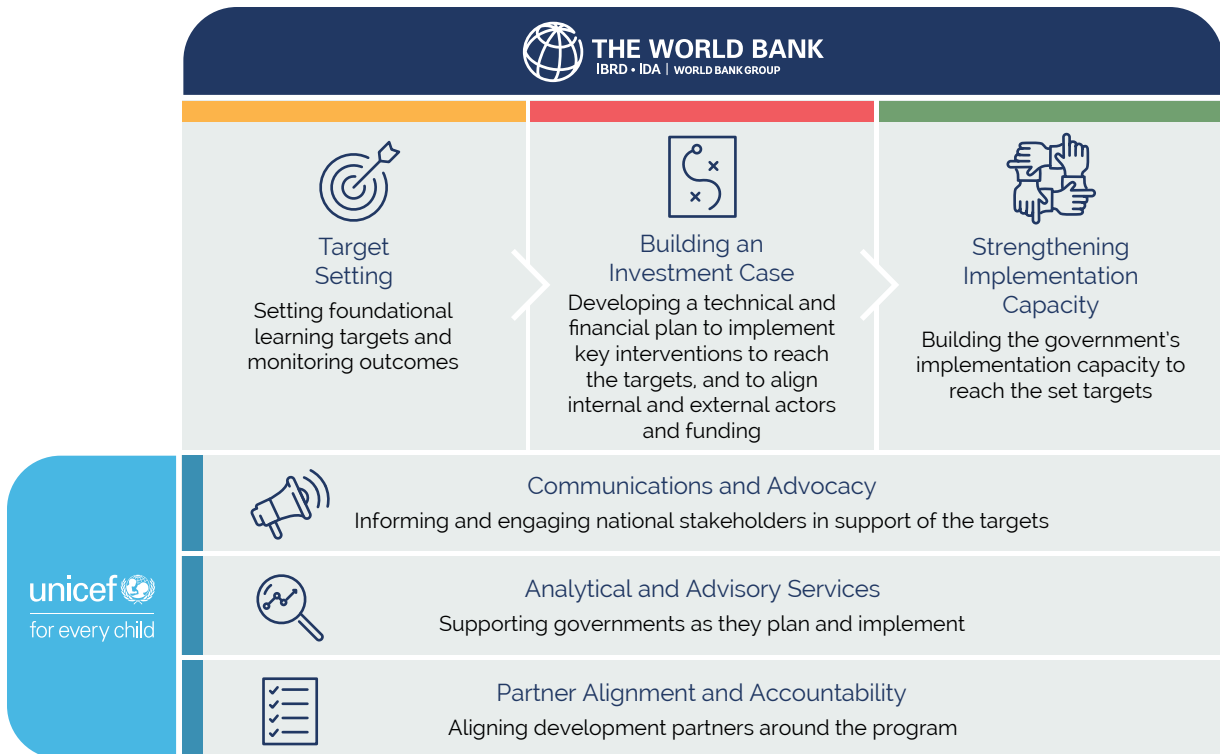 THE WORLD BANK
IBRD • IDA | WORLD BANK GROUP
Target
Setting
Setting foundational
learning targets and
monitoring outcomes
Building an
Investment Case
Developing a technical and
financial plan to implement
key interventions to reach
the targets, and to align
internal and external actors
and funding
Strengthening
Implementation
Capacity
Building the government's
implementation capacity to
reach the set targets
unicef
for every child
Communications and Advocacy
Informing and engaging national stakeholders in support of the targets
Analytical and Advisory Services
Supporting governments as they plan and implement
Partner Alignment and Accountability
Aligning development partners around the program